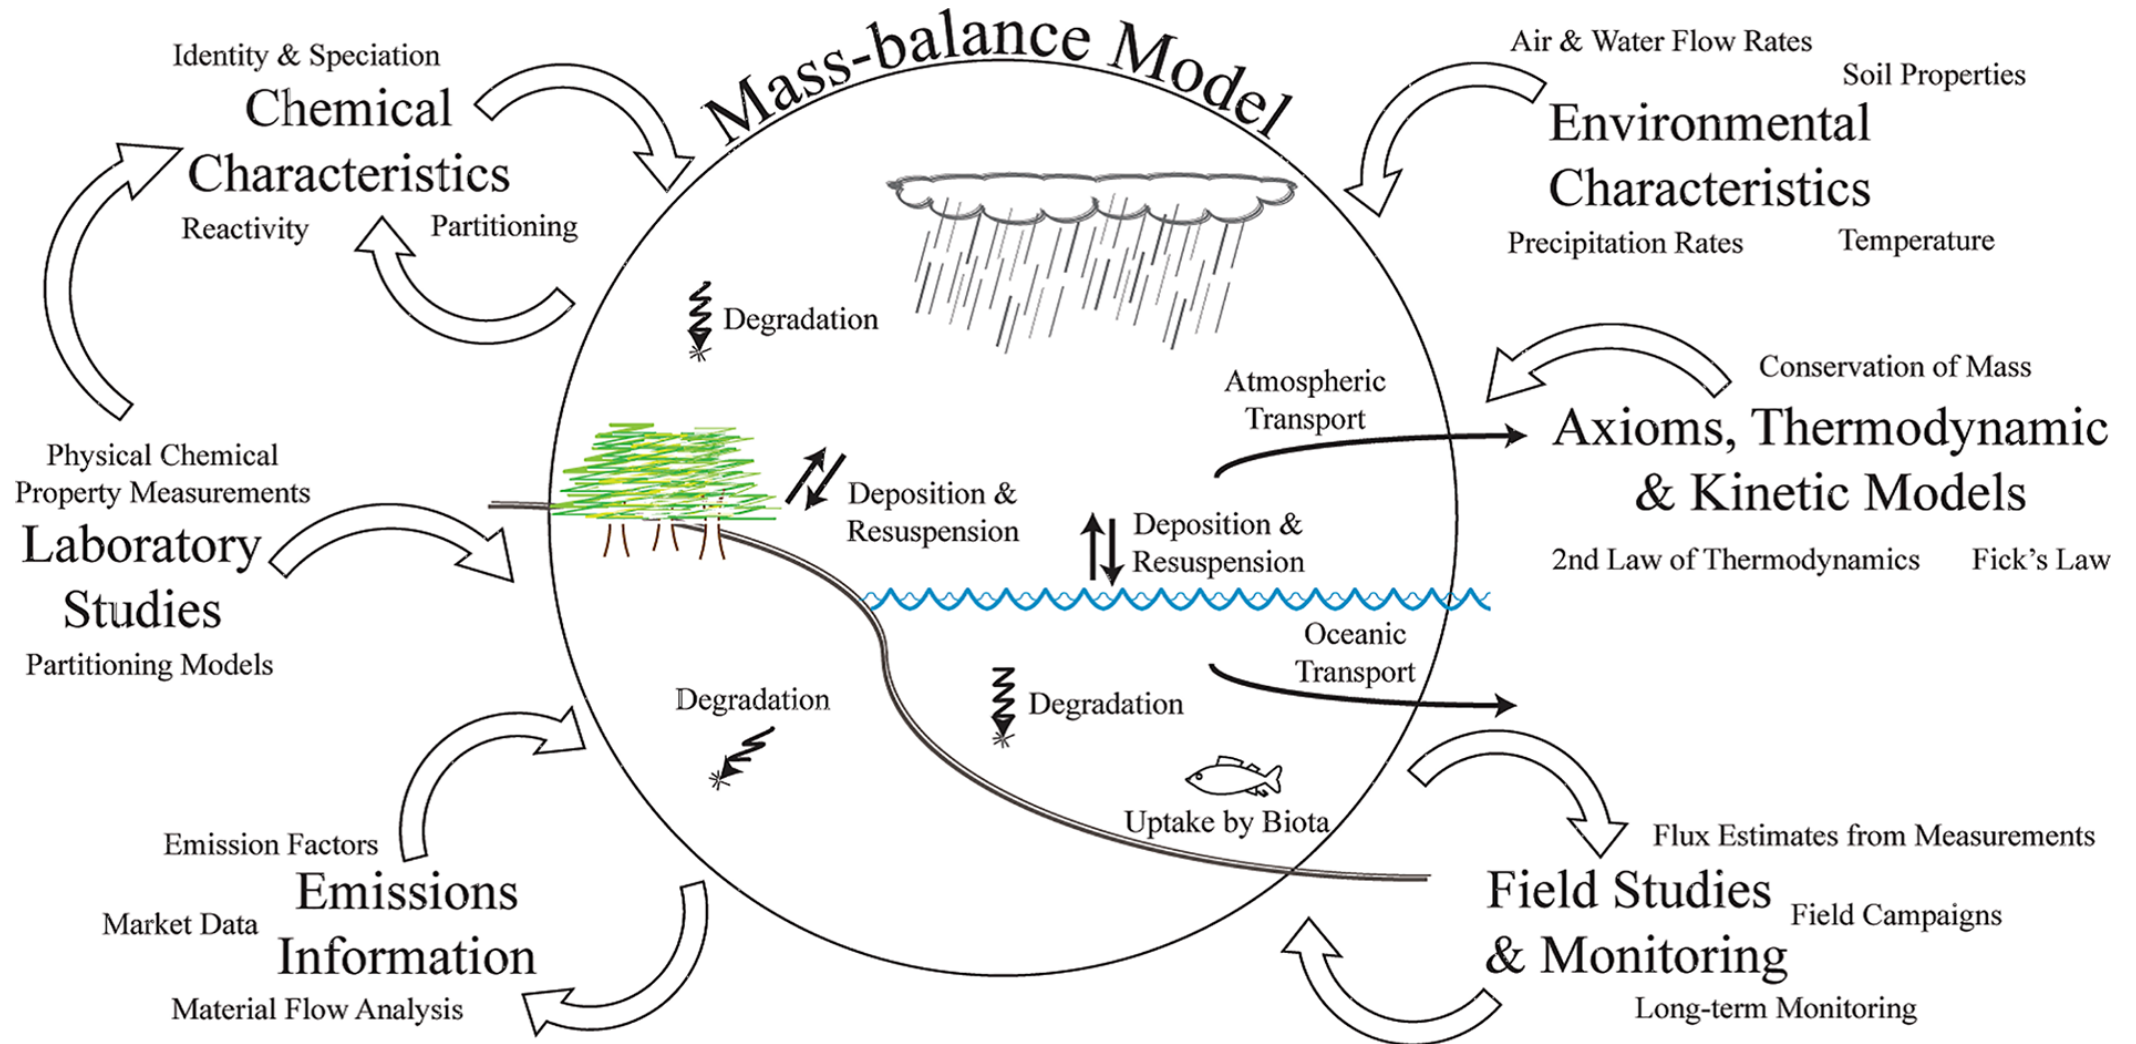 Mass-balance Model
Identity & Speciation
Chemical
Characteristics
Reactivity
Partitioning
Air & Water Flow Rates
Soil Properties
Environmental
Characteristics
Precipitation Rates
Temperature
Degradation
Atmospheric
Transport
Conservation of Mass
Axioms, Thermodynamic
& Kinetic Models
2nd Law of Thermodynamics
Fick's Law
Physical Chemical
Property Measurements
Laboratory
Studies
Partitioning Models
Deposition &
Resuspension
Deposition &
Resuspension
Oceanic
Transport
Degradation
Degradation
Uptake by Biota
Emission Factors
Emissions
Market Data
Information
Material Flow Analysis
Flux Estimates from Measurements
Field Studies
Field Campaigns
& Monitoring
Long-term Monitoring